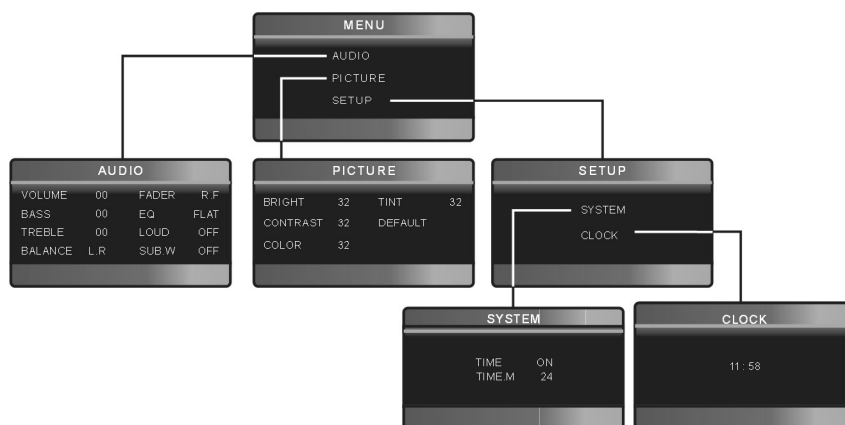 MENU
AUDIO
PICTURE
SETUP
AUDIO
VOLUME 00 FADER R.F
BASS 00 EQ FLAT
TREBLE 00 LOUD OFF
BALANCE L.R SUB.W OFF
PICTURE
BRIGHT 32 TINT 32
CONTRAST 32 DEFAULT
COLOR 32
SETUP
SYSTEM
CLOCK
SYSTEM
TIME ON
TIME.M 24
CLOCK
11 : 58